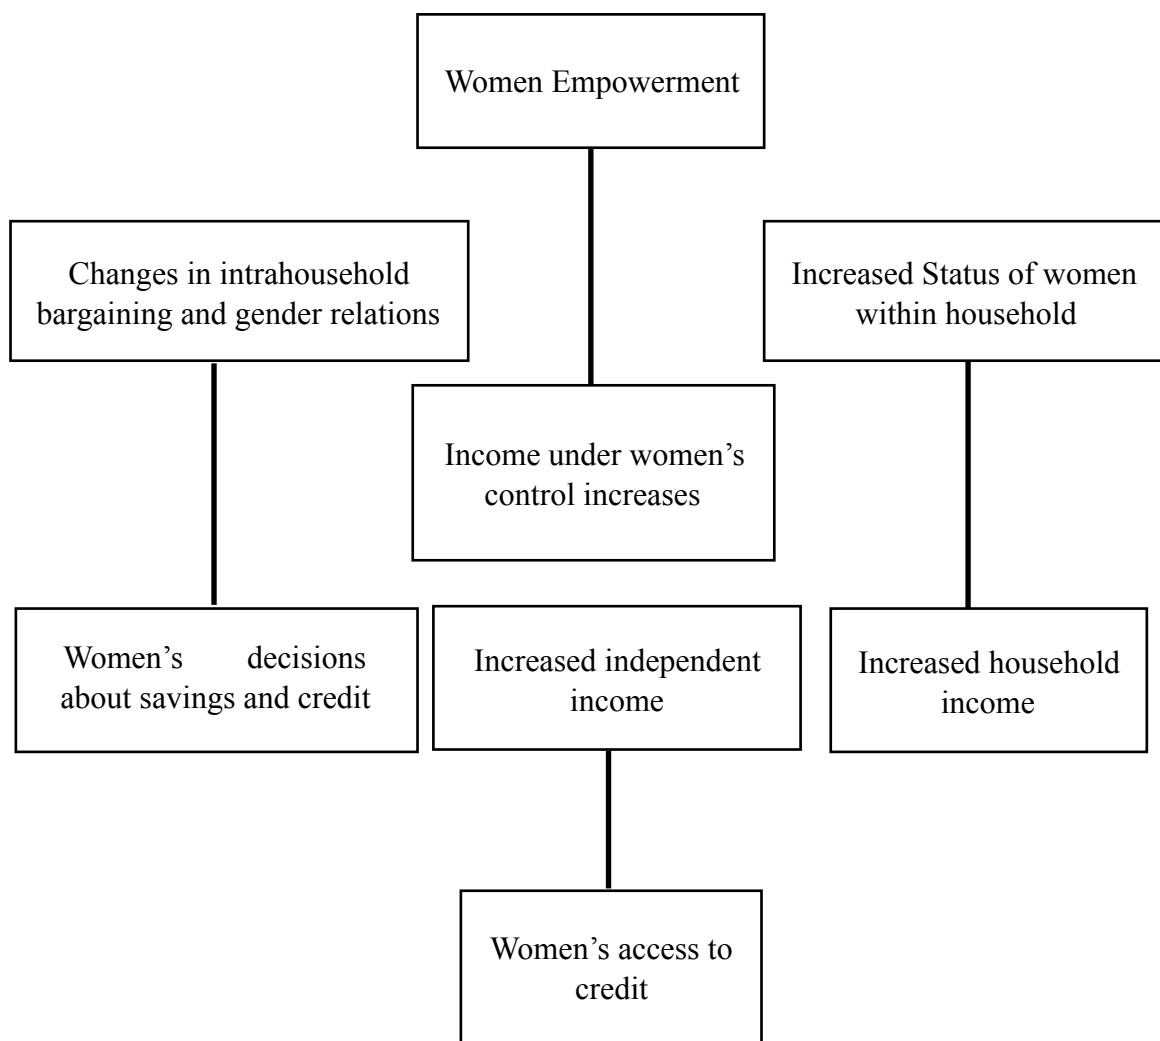 Women Empowerment
Changes in intrahousehold
bargaining and gender relations
Increased Status of women
within household
Income under women’s
control increases
Women’s decisions
about savings and credit
Increased independent
income
Increased household
income
Women’s access to
credit